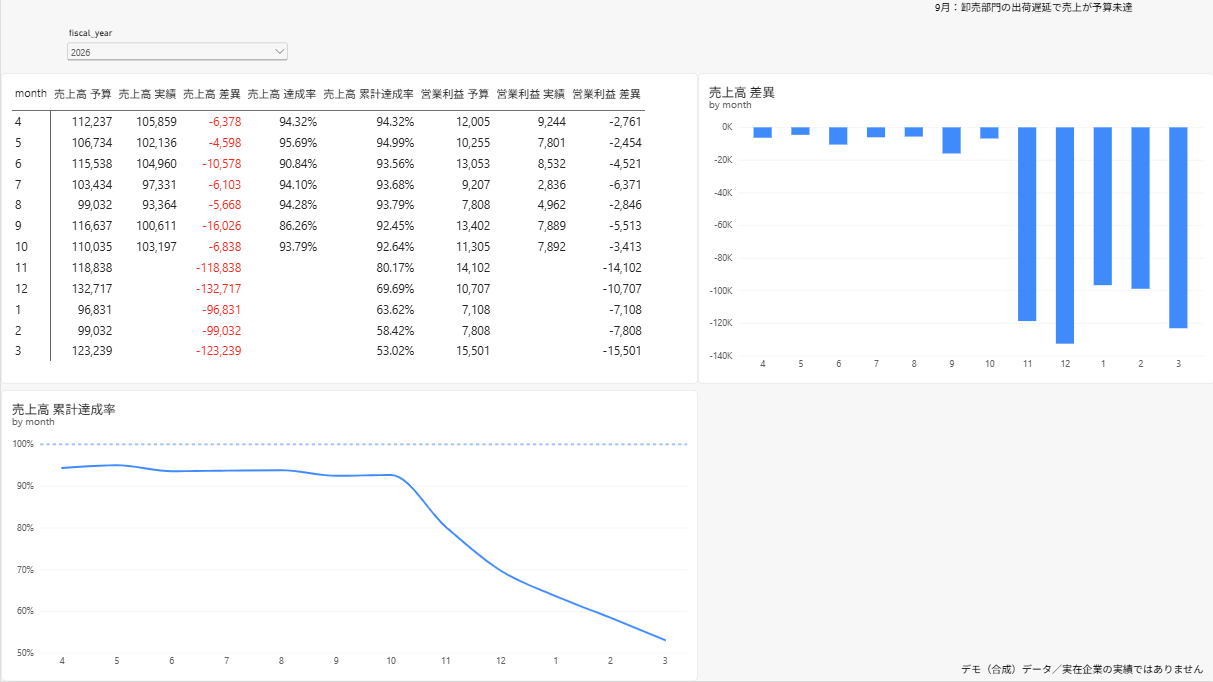 9月：卸売部門の出荷遅延で売上が予算未達
fiscal_year
2026
month 売上高 予算 売上高 実績 売上高 差異 売上高 達成率 売上高 累計達成率 営業利益 予算 営業利益 実績 営業利益 差異
4 112,237 105,859 -6,378 94.32% 94.32% 12,005 9,244 -2,761
5 106,734 102,136 -4,598 95.69% 94.99% 10,255 7,801 -2,454
6 115,538 104,960 -10,578 90.84% 93.56% 13,053 8,532 -4,521
7 103,434 97,331 -6,103 94.10% 93.68% 9,207 2,836 -6,371
8 99,032 93,364 -5,668 94.28% 93.79% 7,808 4,962 -2,846
9 116,637 100,611 -16,026 86.26% 92.45% 13,402 7,889 -5,513
10 110,035 103,197 -6,838 93.79% 92.64% 11,305 7,892 -3,413
11 118,838 -118,838 80.17% 14,102 -14,102
12 132,717 -132,717 69.69% 10,707 -10,707
1 96,831 -96,831 63.62% 7,108 -7,108
2 99,032 -99,032 58.42% 7,808 -7,808
3 123,239 -123,239 53.02% 15,501 -15,501
売上高 差異
by month
0K
-20K
-40K
-60K
-80K
-100K
-120K
-140K
4 5 6 7 8 9 10 11 12 1 2 3
売上高 累計達成率
by month
100%
90%
80%
70%
60%
50%
4 5 6 7 8 9 10 11 12 1 2 3
デモ（合成）データ／実在企業の実績ではありません